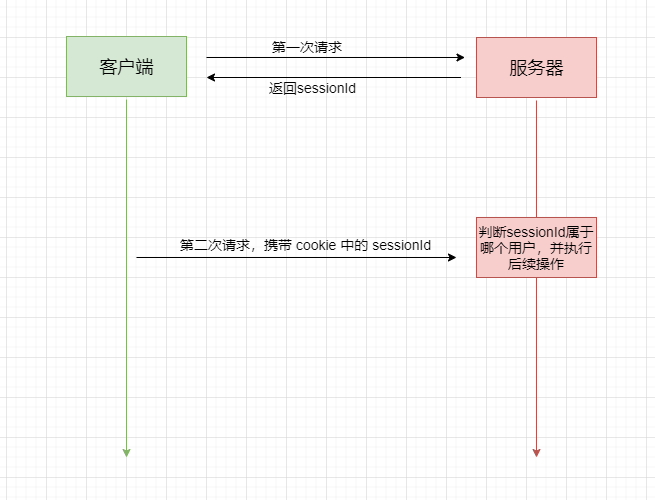 客户端
第一次请求
服务器
返回sessionId
第二次请求，携带 cookie 中的 sessionId
判断sessionId属于
哪个用户，并执行
后续操作